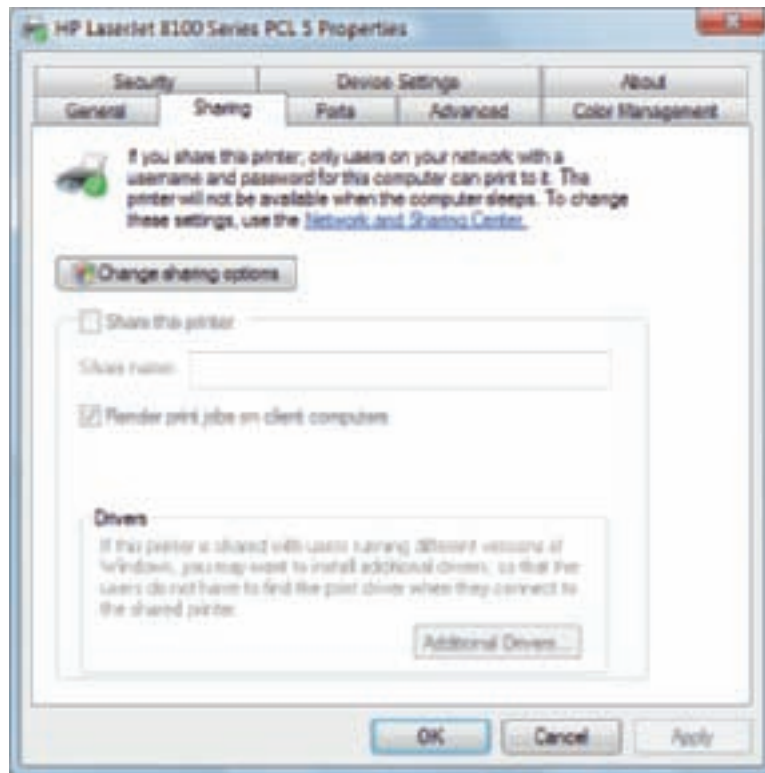 HP LaserJet 8100 Series PCL 5 Properties
Security Device Settings About
General Sharing Ports Advanced Color Management
If you share this printer, only users on your network with a
username and password for this computer can print to it. The
printer will not be available when the computer sleeps. To change
these settings, use the Network and Sharing Center.
Change sharing options
Share this printer
Share name:
Render print jobs on client computers
Drivers
If this printer is shared with users running different versions of
Windows, you may want to install additional drivers, so that the
users do not have to find the print driver when they connect to
the shared printer.
Additional Drivers...
OK Cancel Apply